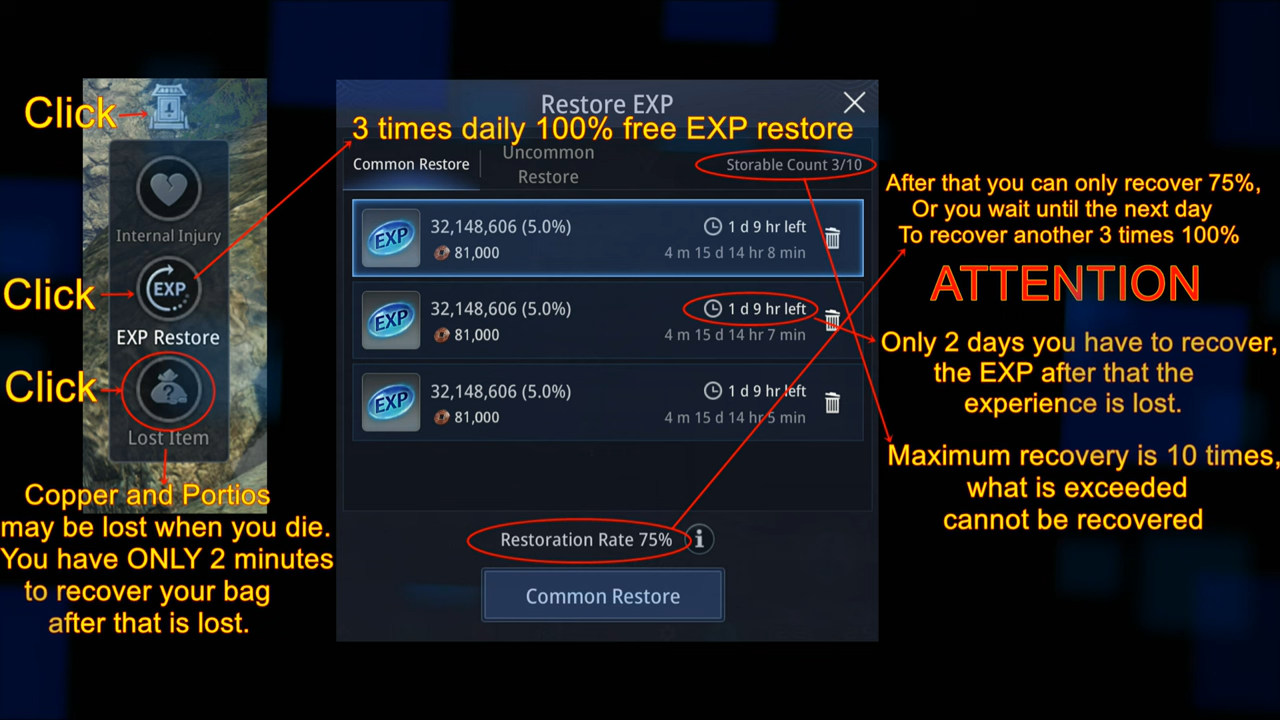 Click
Internal Injury
Click
EXP
EXP Restore
Click
?
Lost Item
Copper and Portios
may be lost when you die.
You have ONLY 2 minutes
to recover your bag
after that is lost.
Restore EXP
3 times daily 100% free EXP restore
Common Restore
Uncommon
Restore
Storable Count 3/10
EXP
32,148,606 (5.0%)
1 d 9 hr left
81,000
4 m 15 d 14 hr 8 min
EXP
32,148,606 (5.0%)
1 d 9 hr left
81,000
4 m 15 d 14 hr 7 min
EXP
32,148,606 (5.0%)
1 d 9 hr left
81,000
4 m 15 d 14 hr 5 min
Restoration Rate 75%
i
Common Restore
After that you can only recover 75%,
Or you wait until the next day
To recover another 3 times 100%
ATTENTION
Only 2 days you have to recover,
the EXP after that the
experience is lost.
Maximum recovery is 10 times,
what is exceeded
cannot be recovered